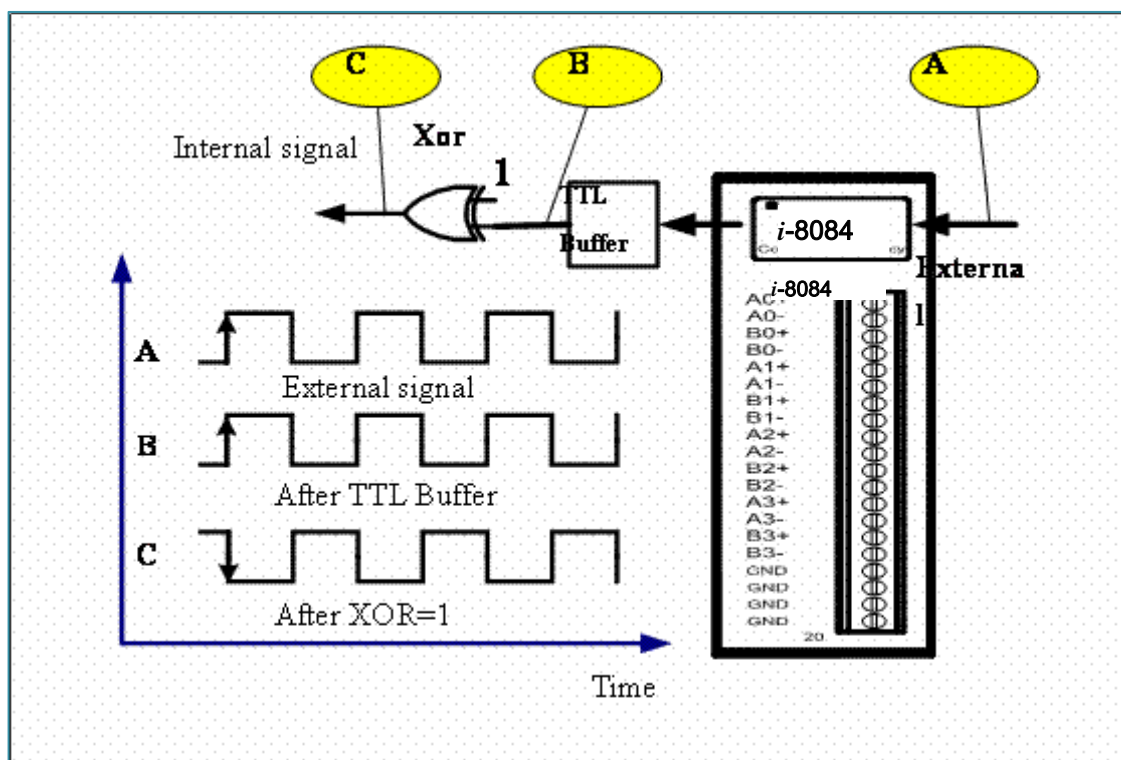 C
B
A
Xor
Internal signal
1
TTL
Buffer
i-8084
Co
cy
Externa
l
i-8084
A0+
A0-
B0+
B0-
A1+
A1-
B1+
B1-
A2+
A2-
B2+
B2-
A3+
A3-
B3+
B3-
GND
GND
GND
GND
20
A
External signal
B
After TTL Buffer
C
After XOR=1
Time